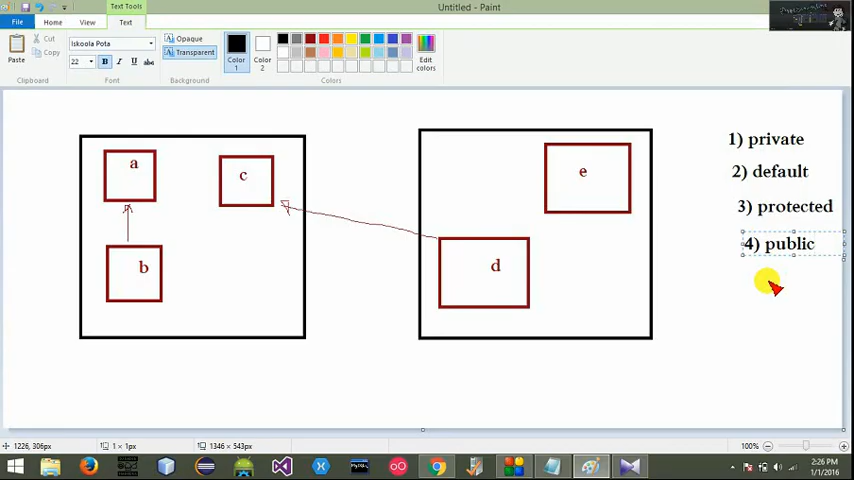 Untitled - Paint
Text Tools
File Home View Text
Paste
Cut
Copy
Clipboard
Iskoola Pota
22
B I U abc
Font
Opaque
Transparent
Background
Color 1
Color 2
Edit colors
Colors
a
c
b
e
d
1) private
2) default
3) protected
4) public
1226, 306px
1 × 1px
1346 × 543px
100%
2:26 PM
1/1/2016